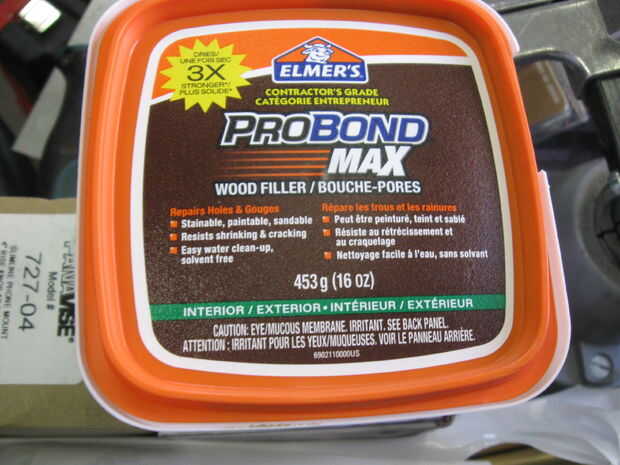 DRIES/
UNE FOIS SEC
3X
STRONGER*/
PLUS SOLIDE*
ELMER'S
CONTRACTOR'S GRADE
CATÉGORIE ENTREPRENEUR
PROBOND
MAX
WOOD FILLER / BOUCHE-PORES
Repairs Holes & Gouges
Stainable, paintable, sandable
Resists shrinking & cracking
Easy water clean-up,
solvent free
Répare les trous et les rainures
Peut être peinturé, teint et sablé
Résiste au rétrécissement et
au craquelage
Nettoyage facile à l'eau, sans solvant
453 g (16 OZ)
INTERIOR / EXTERIOR • INTÉRIEUR / EXTÉRIEUR
CAUTION: EYE/MUCOUS MEMBRANE. IRRITANT. SEE BACK PANEL.
ATTENTION : IRRITANT POUR LES YEUX/MUQUEUSES. VOIR LE PANNEAU ARRIÈRE.
6902110000US
Model #
727-04
PHONE MOUNT